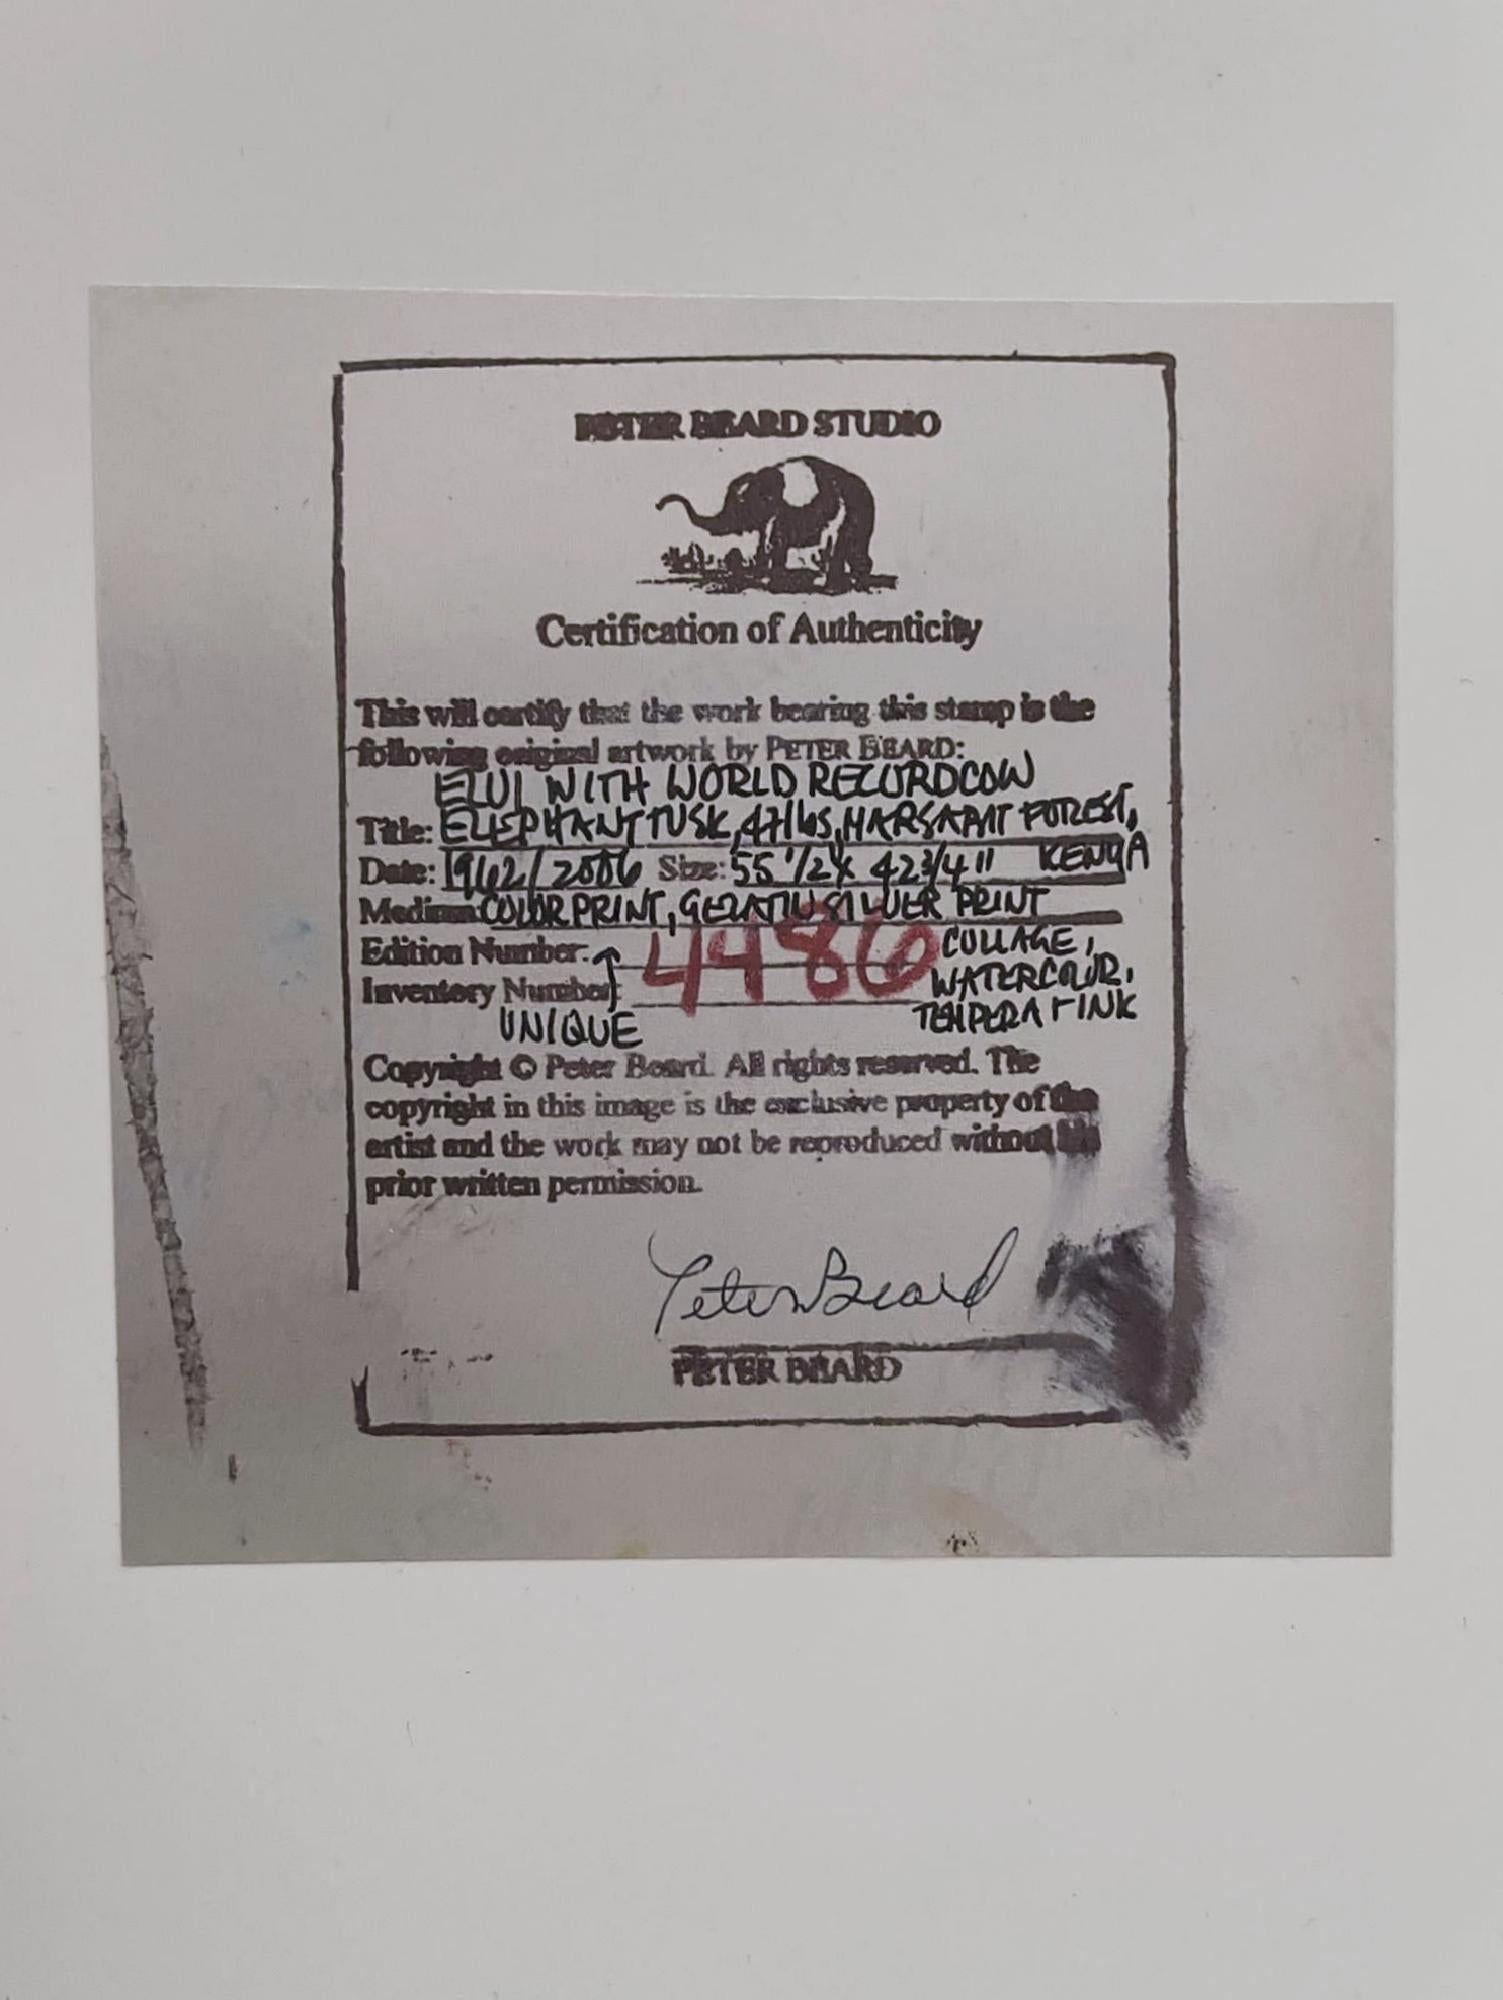 PETER BEARD STUDIO
Certification of Authenticity
This will certify that the work bearing this stamp is the
following original artwork by PETER BEARD:
ELUI WITH WORLD RECORD COW
Title: ELEPHANT TUSK, 47 lbs, MARSABIT FOREST,
Date: 1962/2006 Size: 55 1/2 x 42 3/4" KENYA
Medium: COLOR PRINT, GELATIN SILVER PRINT
Edition Number: 4486 COLLAGE,
Inventory Number: WATERCOLOR,
UNIQUE TEMPERA + INK
Copyright © Peter Beard. All rights reserved. The
copyright in this image is the exclusive property of the
artist and the work may not be reproduced without his
prior written permission.
Peter Beard
PETER BEARD